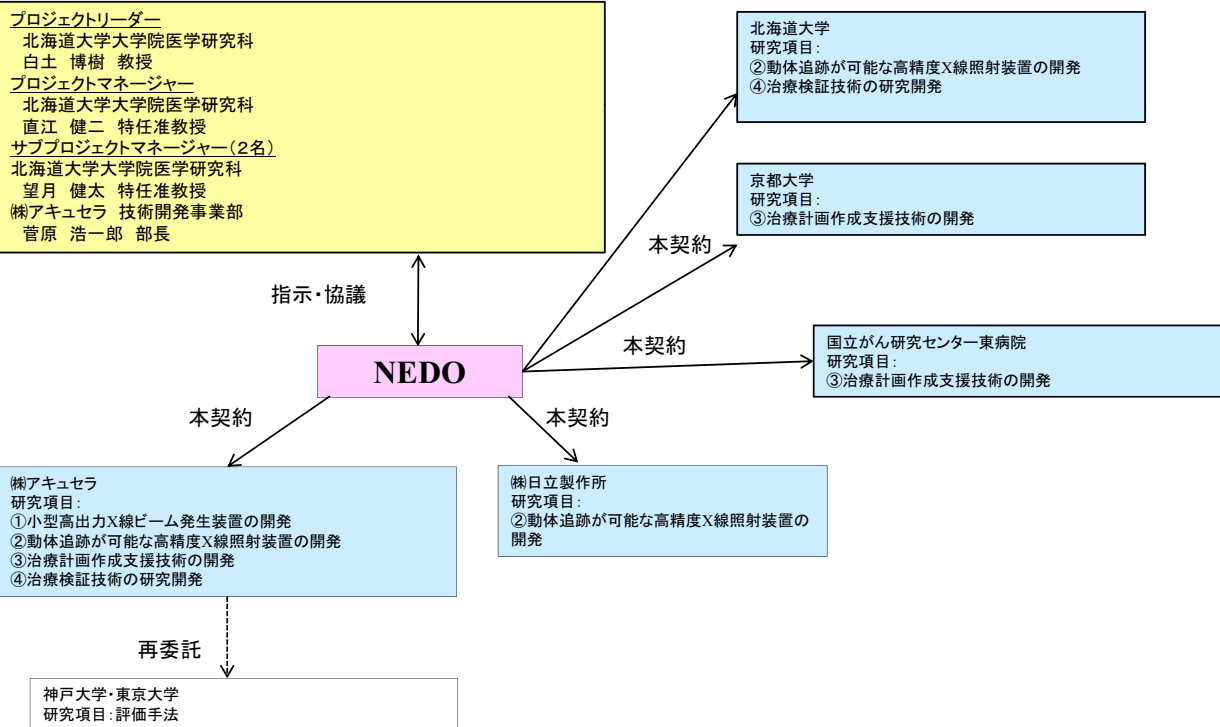 プロジェクトリーダー
北海道大学大学院医学研究科
白土 博樹 教授
プロジェクトマネージャー
北海道大学大学院医学研究科
直江 健二 特任准教授
サブプロジェクトマネージャー(2名)
北海道大学大学院医学研究科
望月 健太 特任准教授
㈱アキュセラ 技術開発事業部
菅原 浩一郎 部長
北海道大学
研究項目:
②動体追跡が可能な高精度X線照射装置の開発
④治療検証技術の研究開発
京都大学
研究項目:
③治療計画作成支援技術の開発
本契約
指示・協議
国立がん研究センター東病院
研究項目:
③治療計画作成支援技術の開発
本契約
NEDO
本契約
本契約
㈱アキュセラ
研究項目:
①小型高出力X線ビーム発生装置の開発
②動体追跡が可能な高精度X線照射装置の開発
③治療計画作成支援技術の開発
④治療検証技術の研究開発
㈱日立製作所
研究項目:
②動体追跡が可能な高精度X線照射装置の
開発
再委託
神戸大学・東京大学
研究項目:評価手法